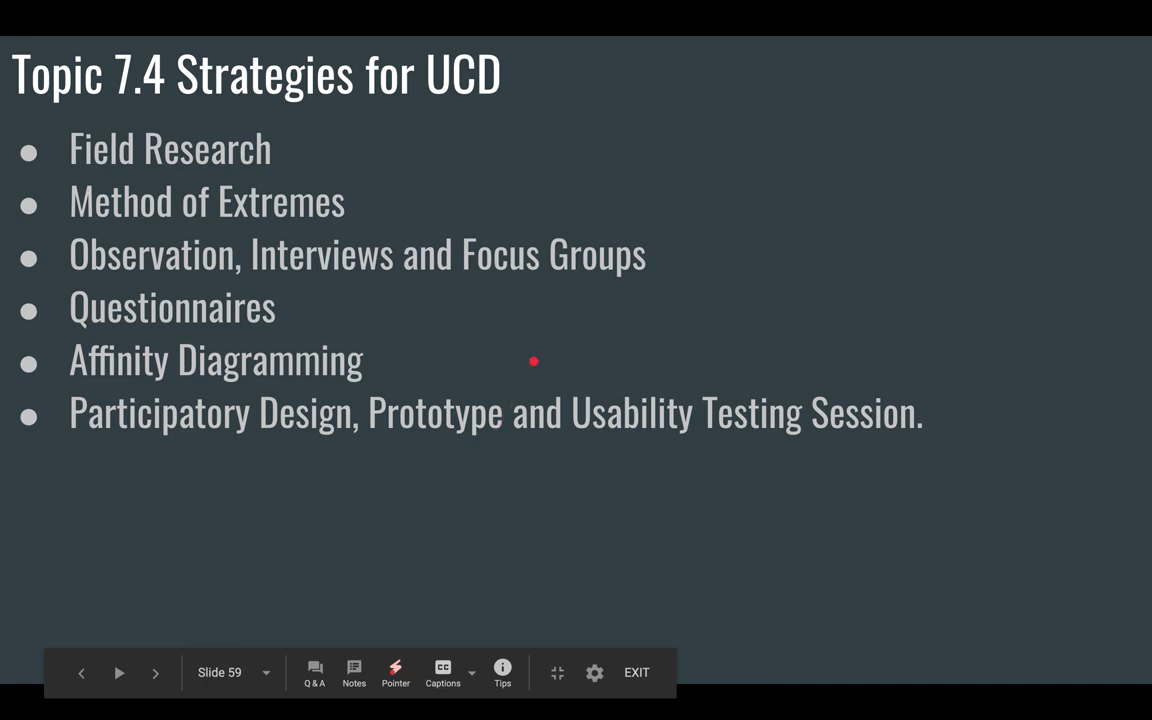 Topic 7.4 Strategies for UCD
● Field Research
● Method of Extremes
● Observation, Interviews and Focus Groups
● Questionnaires
● Affinity Diagramming
● Participatory Design, Prototype and Usability Testing Session.
Slide 59
Q & A
Notes
Pointer
CC
Captions
Tips
EXIT